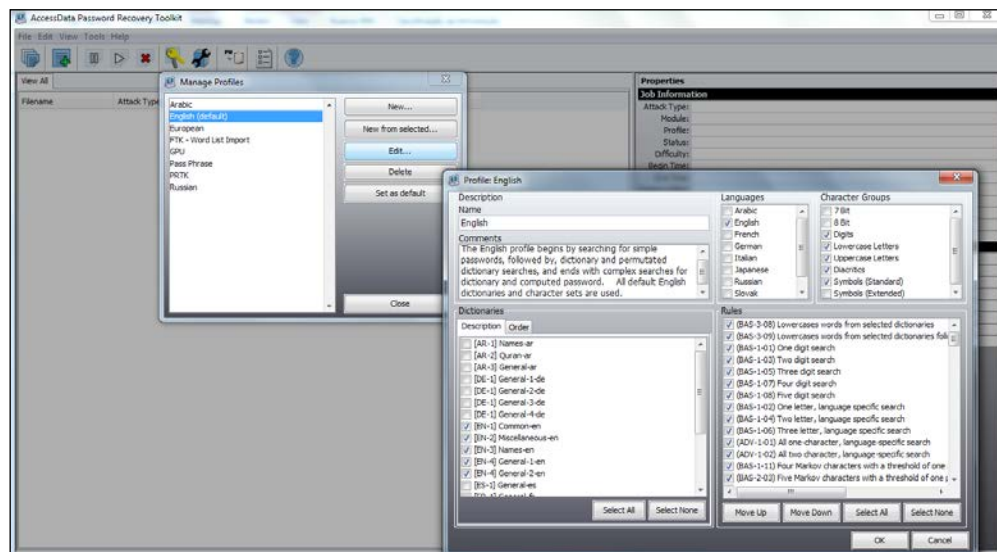 AccessData Password Recovery Toolkit
File Edit View Tools Help
View All
Filename Attack Type
Properties
Job Information
Attack Type:
Module:
Profile:
Status:
Difficulty:
Begin Time:
Manage Profiles
Arabic
English (default)
European
FTK - Word List Import
GPU
Pass Phrase
PRTK
Russian
New...
New from selected...
Edit...
Delete
Set as default
Close
Profile: English
Description
Name
English
Comments
The English profile begins by searching for simple
passwords, followed by, dictionary and permutated
dictionary searches, and ends with complex searches for
dictionary and computed password. All default English
dictionaries and character sets are used.
Languages
Arabic
English
French
German
Italian
Japanese
Russian
Slovak
Character Groups
7 Bit
8 Bit
Digits
Lowercase Letters
Uppercase Letters
Diacritics
Symbols (Standard)
Symbols (Extended)
Dictionaries
Description Order
[AR-1] Names-ar
[AR-2] Quran-ar
[AR-3] General-ar
[DE-1] General-1-de
[DE-1] General-2-de
[DE-1] General-3-de
[DE-1] General-4-de
[EN-1] Common-en
[EN-2] Miscellaneous-en
[EN-3] Names-en
[EN-4] General-1-en
[EN-4] General-2-en
[ES-1] General-es
Select All Select None
Rules
(BAS-3-08) Lowercases words from selected dictionaries
(BAS-3-09) Lowercases words from selected dictionaries foll
(BAS-1-01) One digit search
(BAS-1-03) Two digit search
(BAS-1-05) Three digit search
(BAS-1-07) Four digit search
(BAS-1-08) Five digit search
(BAS-1-02) One letter, language specific search
(BAS-1-04) Two letter, language specific search
(BAS-1-06) Three letter, language specific search
(ADV-1-01) All one-character, language-specific search
(ADV-1-02) All two character, language-specific search
(BAS-1-11) Four Markov characters with a threshold of one
(BAS-2-03) Five Markov characters with a threshold of one
Move Up Move Down Select All Select None
OK Cancel